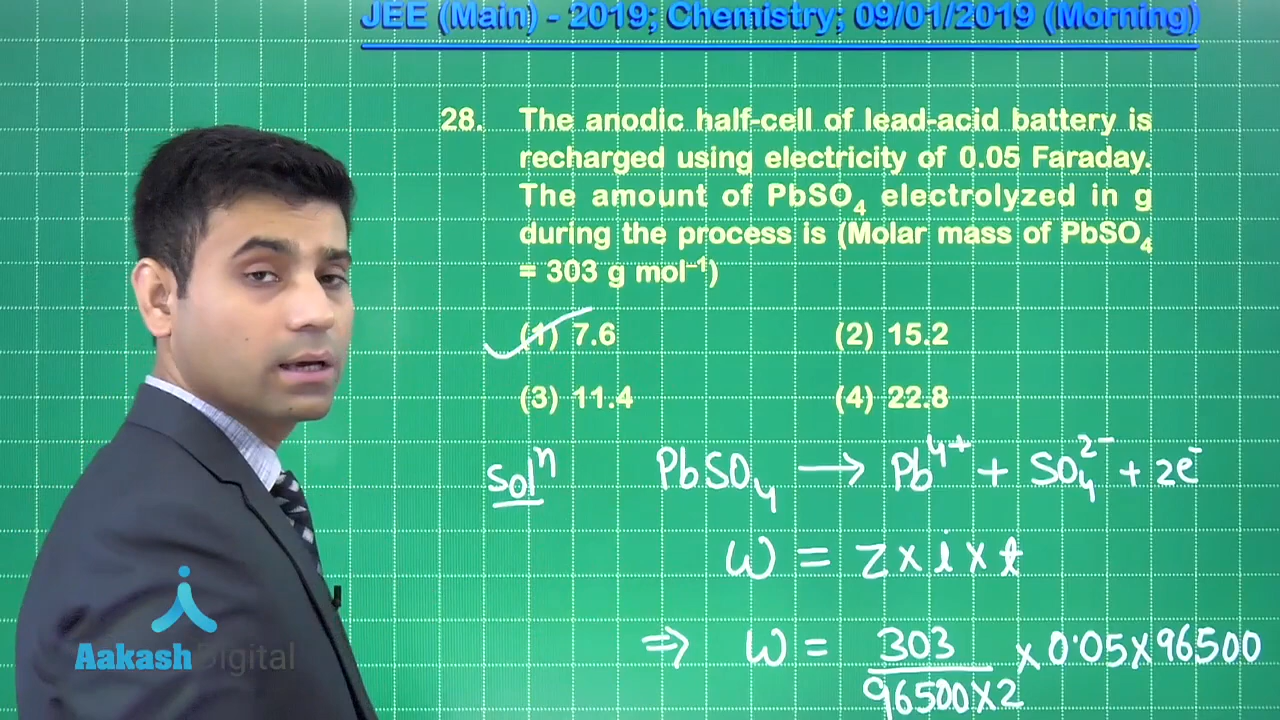 JEE (Main) - 2019; Chemistry; 09/01/2019 (Morning)
28. The anodic half-cell of lead-acid battery is
recharged using electricity of 0.05 Faraday.
The amount of PbSO₄ electrolyzed in g
during the process is (Molar mass of PbSO₄
= 303 g mol⁻¹)
(1) 7.6 (2) 15.2
(3) 11.4 (4) 22.8
Solⁿ PbSO₄ → Pb⁴⁺ + SO₄²⁻ + 2e⁻
W = Z × i × t
⇒ W = 303/(96500×2) × 0.05 × 96500
Aakash Digital